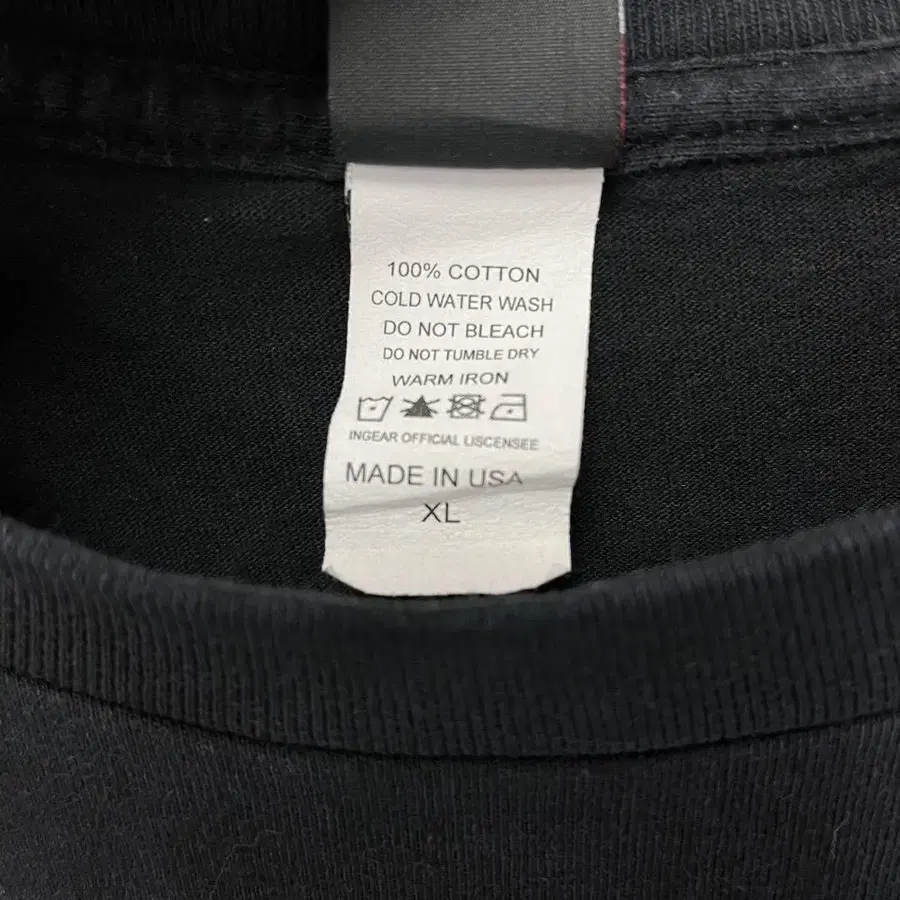 100% COTTON
COLD WATER WASH
DO NOT BLEACH
DO NOT TUMBLE DRY
WARM IRON
INGEAR OFFICIAL LISCENSEE
MADE IN USA
XL